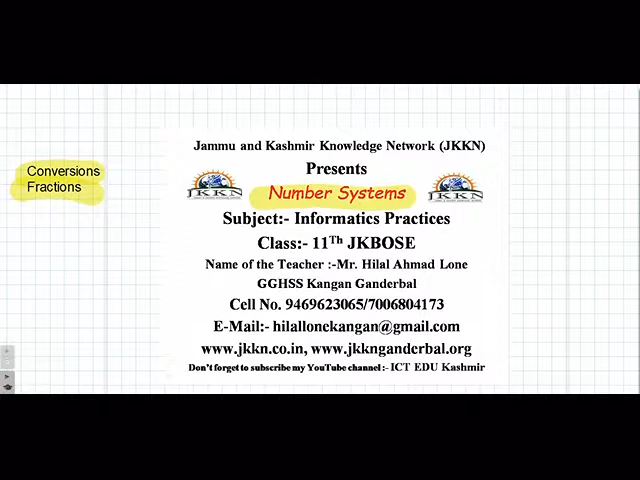 Jammu and Kashmir Knowledge Network (JKKN)
Presents
Conversions
Fractions
JKKN
Number Systems
JKKN
Subject:- Informatics Practices
Class:- 11Th JKBOSE
Name of the Teacher :-Mr. Hilal Ahmad Lone
GGHSS Kangan Ganderbal
Cell No. 9469623065/7006804173
E-Mail:- hilallonekangan@gmail.com
www.jkkn.co.in, www.jkknganderbal.org
Don't forget to subscribe my YouTube channel :- ICT EDU Kashmir